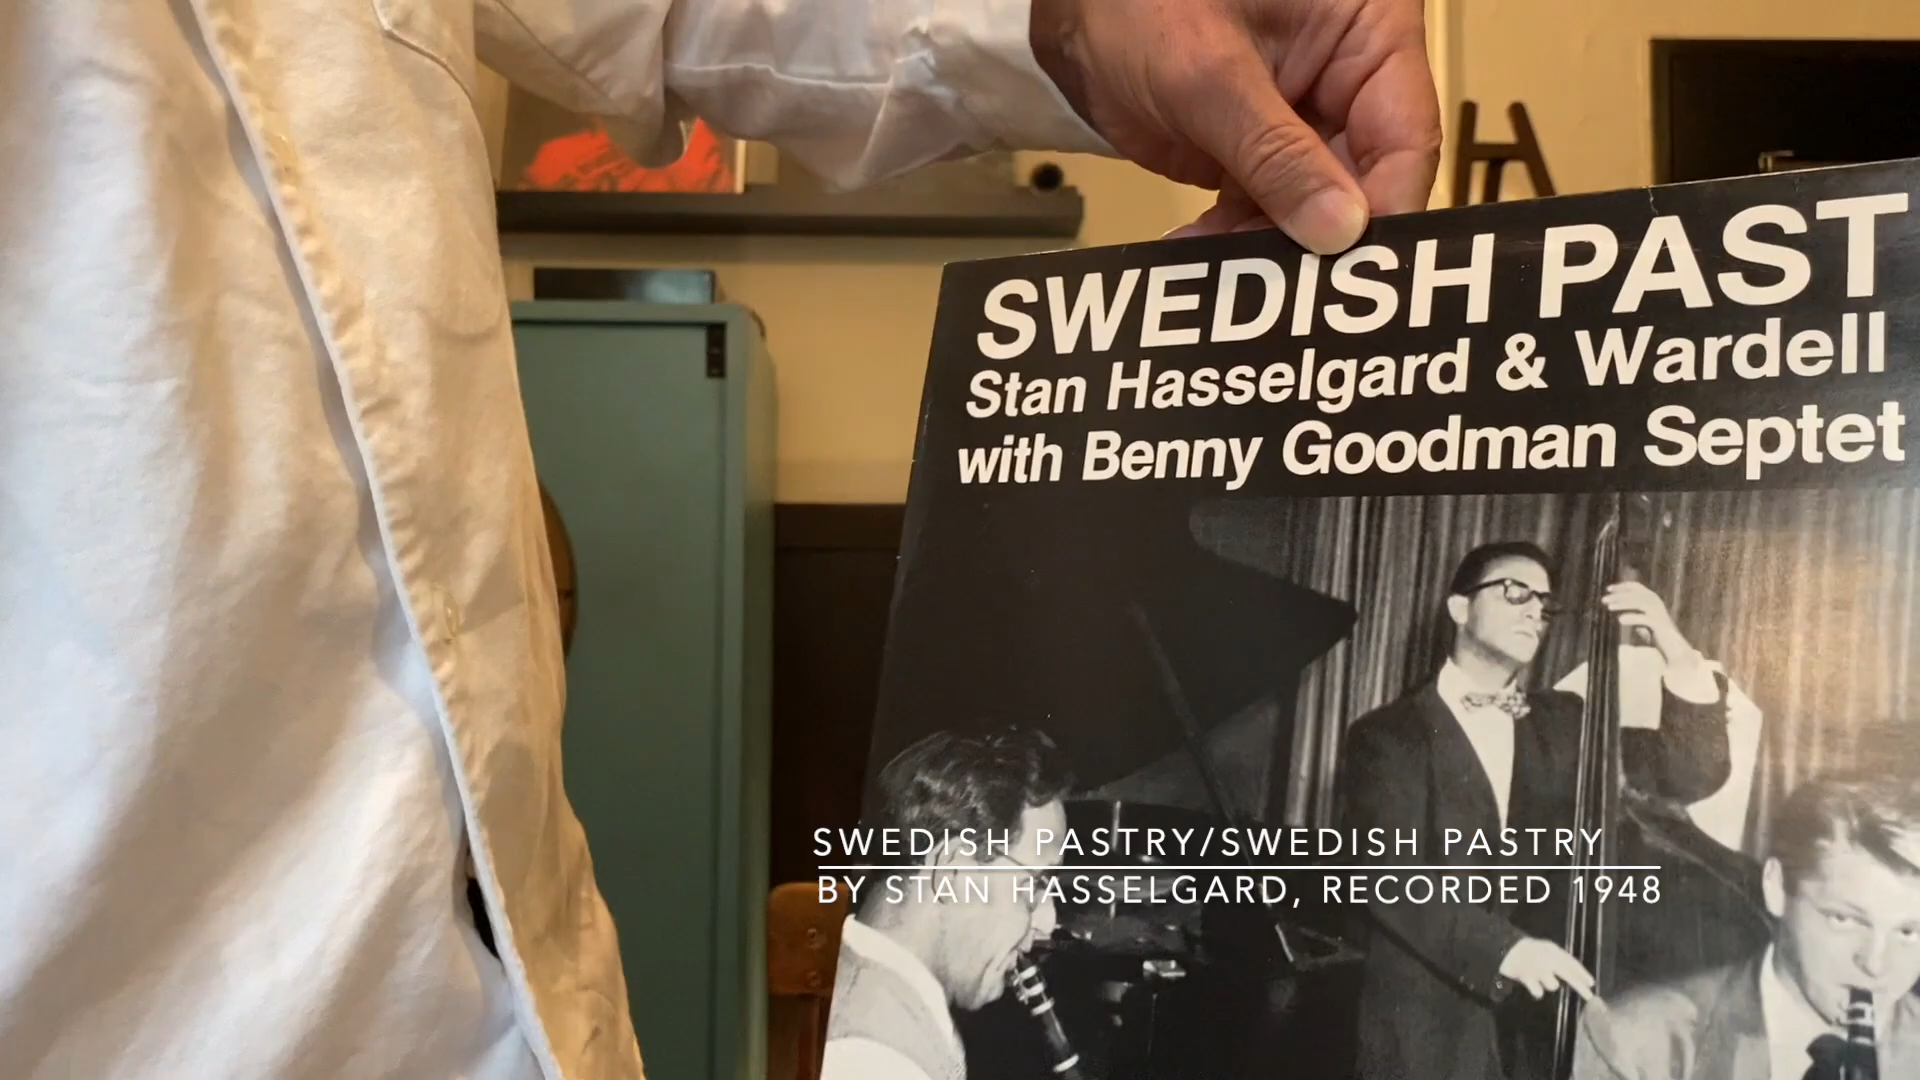 SWEDISH PAST
Stan Hasselgard & Wardell
with Benny Goodman Septet
SWEDISH PASTRY/SWEDISH PASTRY
BY STAN HASSELGARD, RECORDED 1948